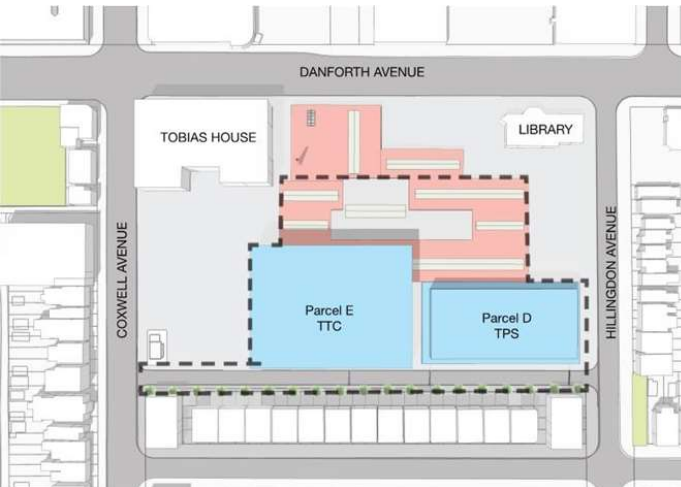 DANFORTH AVENUE
TOBIAS HOUSE
LIBRARY
COXWELL AVENUE
HILLINGDON AVENUE
Parcel E
TTC
Parcel D
TPS